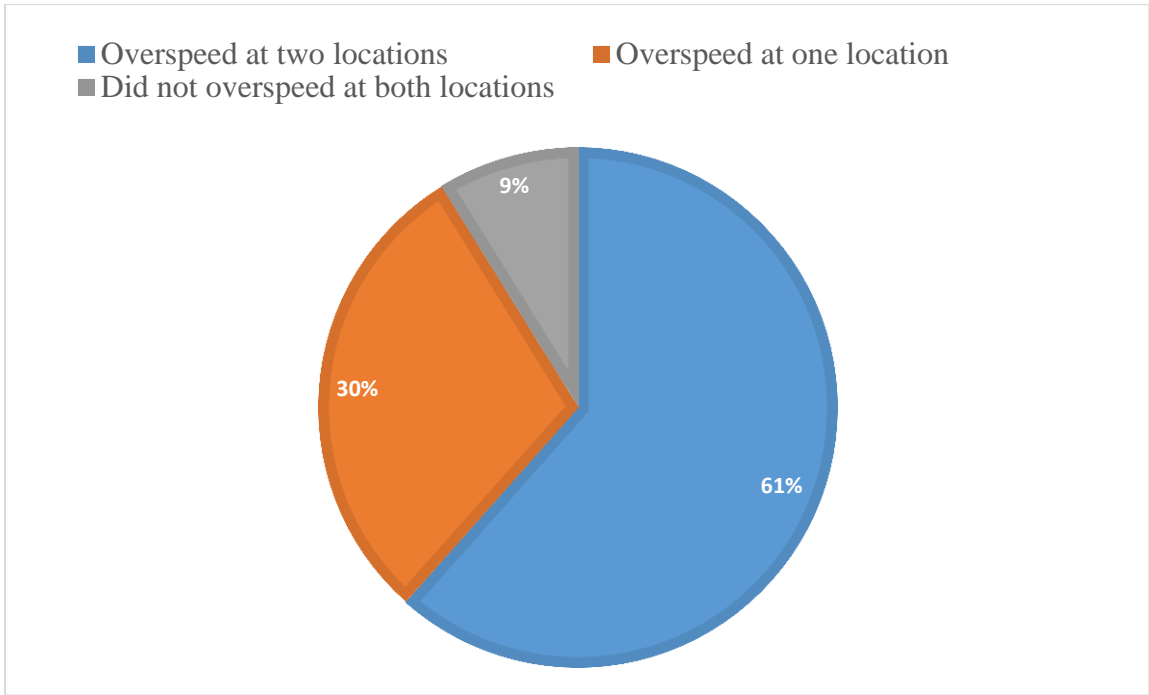 Overspeed at two locations
Overspeed at one location
Did not overspeed at both locations
9%
30%
61%